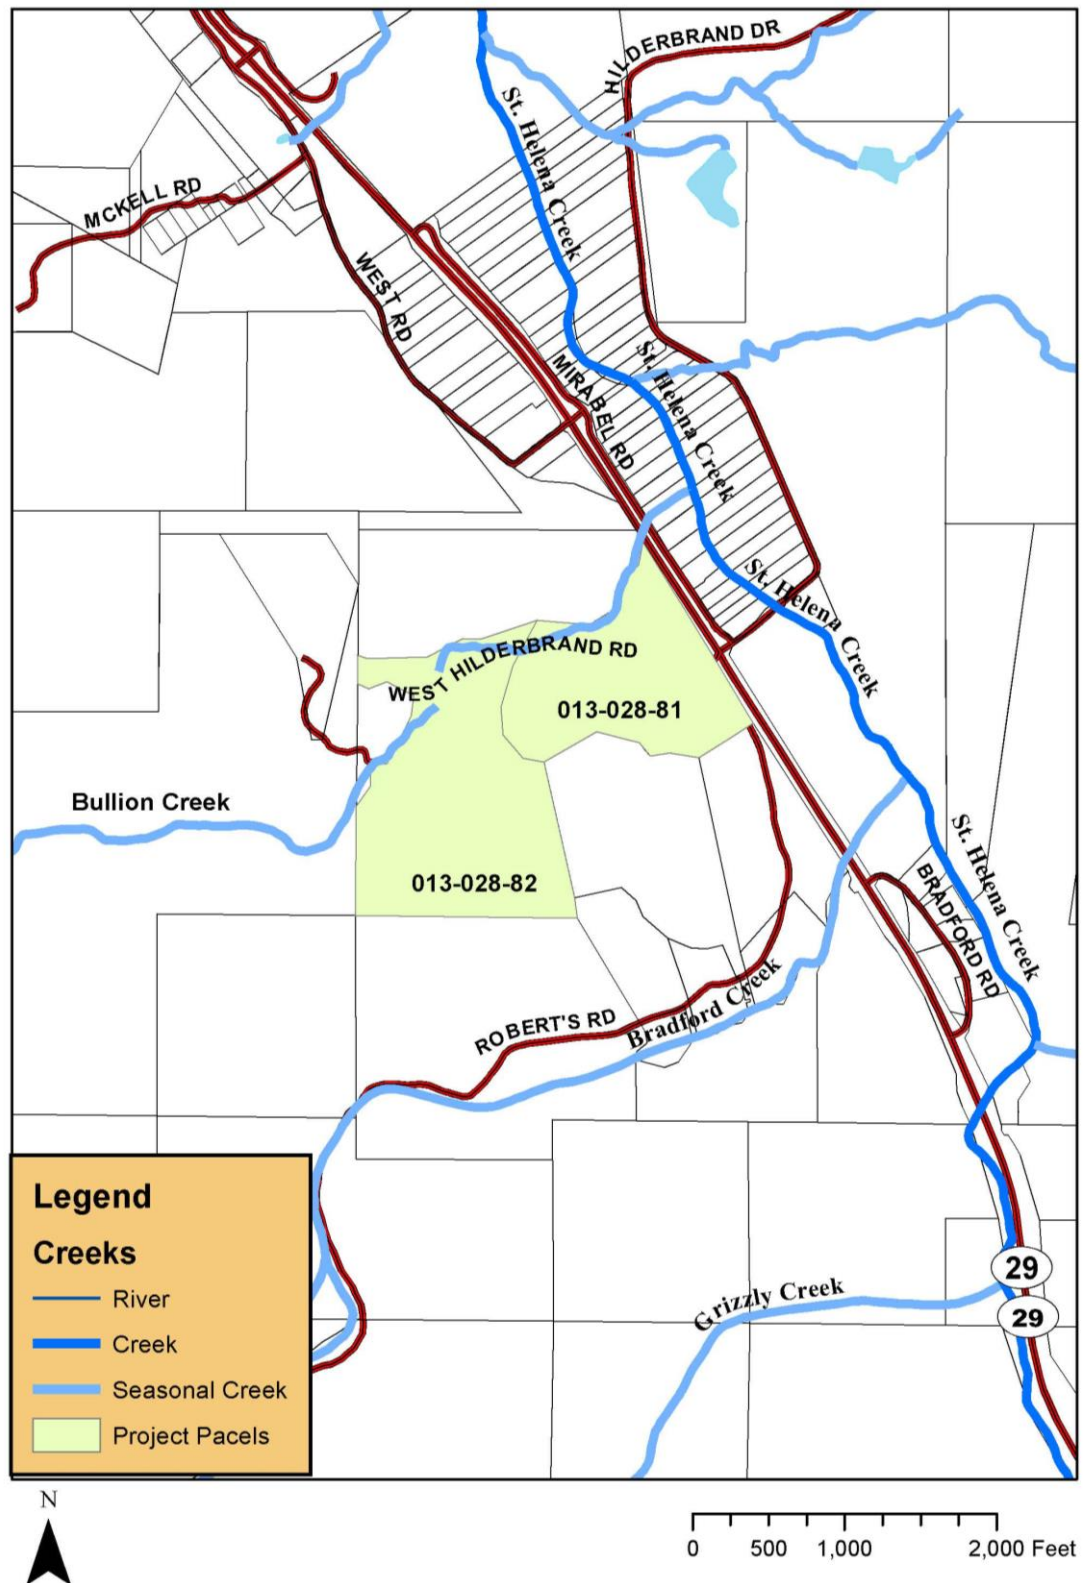 HILDERBRAND DR
St. Helena Creek
MCKELL RD
WEST RD
St. Helena Creek
MIRABEL RD
St. Helena Creek
WEST HILDERBRAND RD
013-028-81
Bullion Creek
013-028-82
St. Helena Creek
BRADFORD RD
Bradford Creek
ROBERT'S RD
Legend
Creeks
River
Creek
Seasonal Creek
Project Pacels
29
29
Grizzly Creek
N
0 500 1,000 2,000 Feet